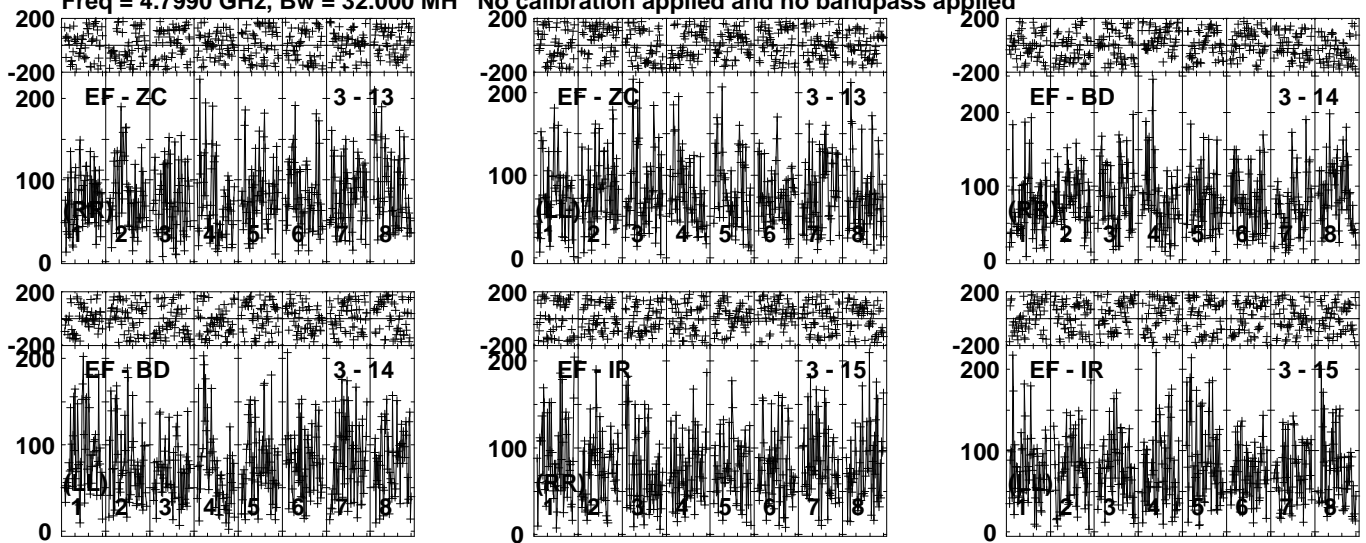 Freq = 4.7990 GHz, Bw = 32.000 MH No calibration applied and no bandpass applied
200
-200
200 EF - ZC 3 - 13
100
(RR)
1 2 3 4 5 6 7 8
0
200
-200
200 EF - ZC 3 - 13
100
(LL)
1 2 3 4 5 6 7 8
0
200
-200
200 EF - BD 3 - 14
100
(RR)
1 2 3 4 5 6 7 8
0
200
-200
200 EF - BD 3 - 14
100
(LL)
1 2 3 4 5 6 7 8
0
200
-200
200 EF - IR 3 - 15
100
(RR)
1 2 3 4 5 6 7 8
0
200
-200
200 EF - IR 3 - 15
100
(LL)
1 2 3 4 5 6 7 8
0